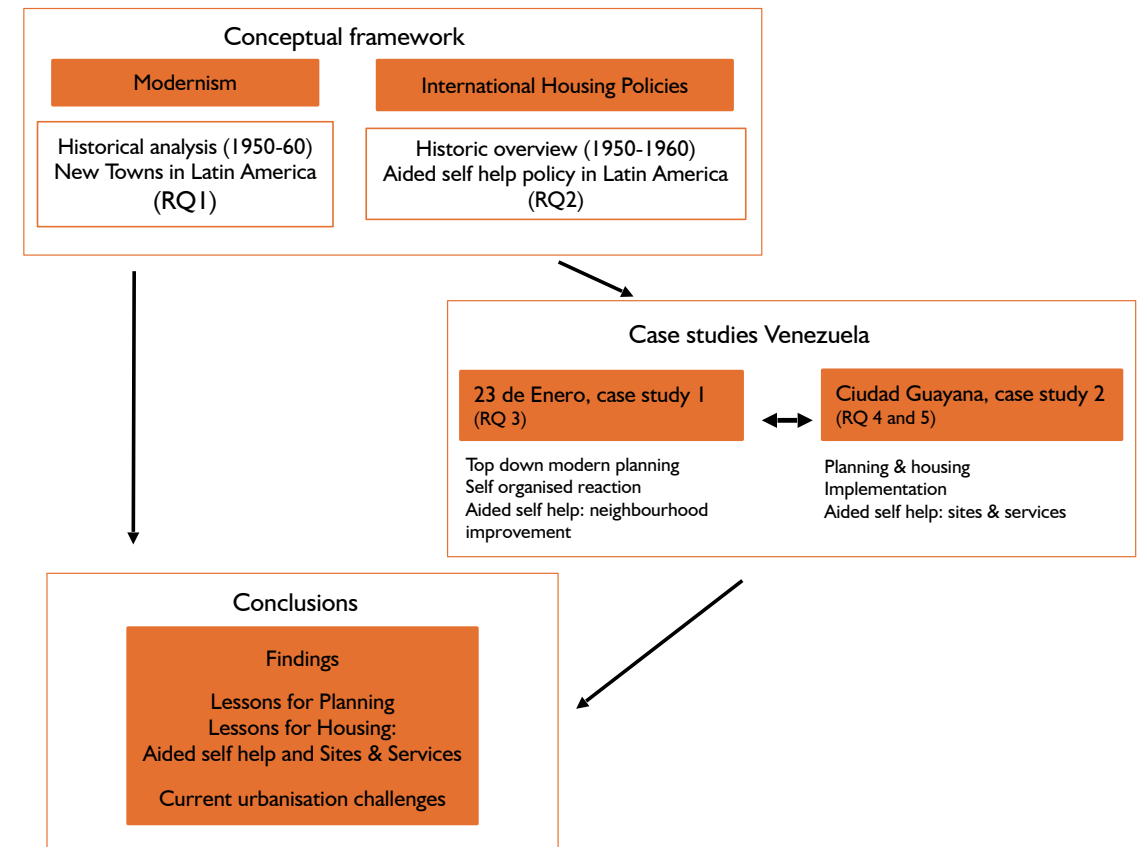 Conceptual framework
Modernism
Historical analysis (1950-60)
New Towns in Latin America
(RQ1)
International Housing Policies
Historic overview (1950-1960)
Aided self help policy in Latin America
(RQ2)
Case studies Venezuela
23 de Enero, case study 1
(RQ 3)
Top down modern planning
Self organised reaction
Aided self help: neighbourhood
improvement
Ciudad Guayana, case study 2
(RQ 4 and 5)
Planning & housing
Implementation
Aided self help: sites & services
Conclusions
Findings
Lessons for Planning
Lessons for Housing:
Aided self help and Sites & Services
Current urbanisation challenges